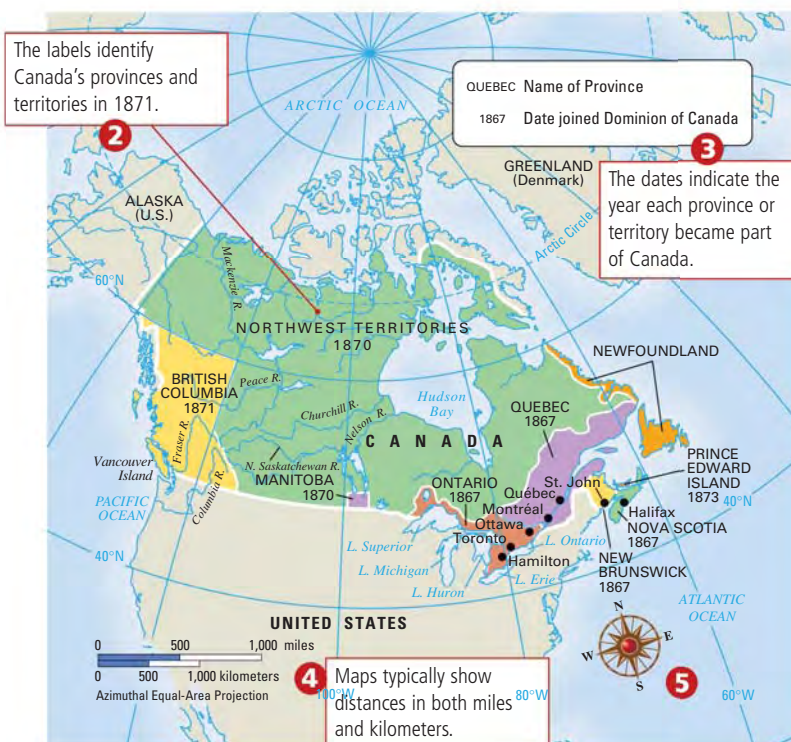 The labels identify
Canada's provinces and
territories in 1871.
2
QUEBEC Name of Province
1867 Date joined Dominion of Canada
3
The dates indicate the
year each province or
territory became part
of Canada.
ARCTIC OCEAN
GREENLAND
(Denmark)
ALASKA
(U.S.)
Arctic Circle
60°N
Mackenzie R.
NORTHWEST TERRITORIES
1870
NEWFOUNDLAND
BRITISH
COLUMBIA
1871
Peace R.
Hudson
Bay
QUEBEC
1867
Churchill R.
Nelson R.
Fraser R.
CANADA
PRINCE
EDWARD
ISLAND
1873
Vancouver
Island
N. Saskatchewan R.
MANITOBA
1870
Columbia R.
ONTARIO
1867
St. John
Québec
Montréal
Ottawa
Toronto
Hamilton
40°N
Halifax
NOVA SCOTIA
1867
PACIFIC
OCEAN
L. Superior
L. Ontario
NEW
BRUNSWICK
1867
40°N
L. Michigan
L. Huron
L. Erie
ATLANTIC
OCEAN
UNITED STATES
N
E
W
S
0 500 1,000 miles
0 500 1,000 kilometers
Azimuthal Equal-Area Projection
4
Maps typically show
distances in both miles
and kilometers.
5
100°W
80°W
60°W